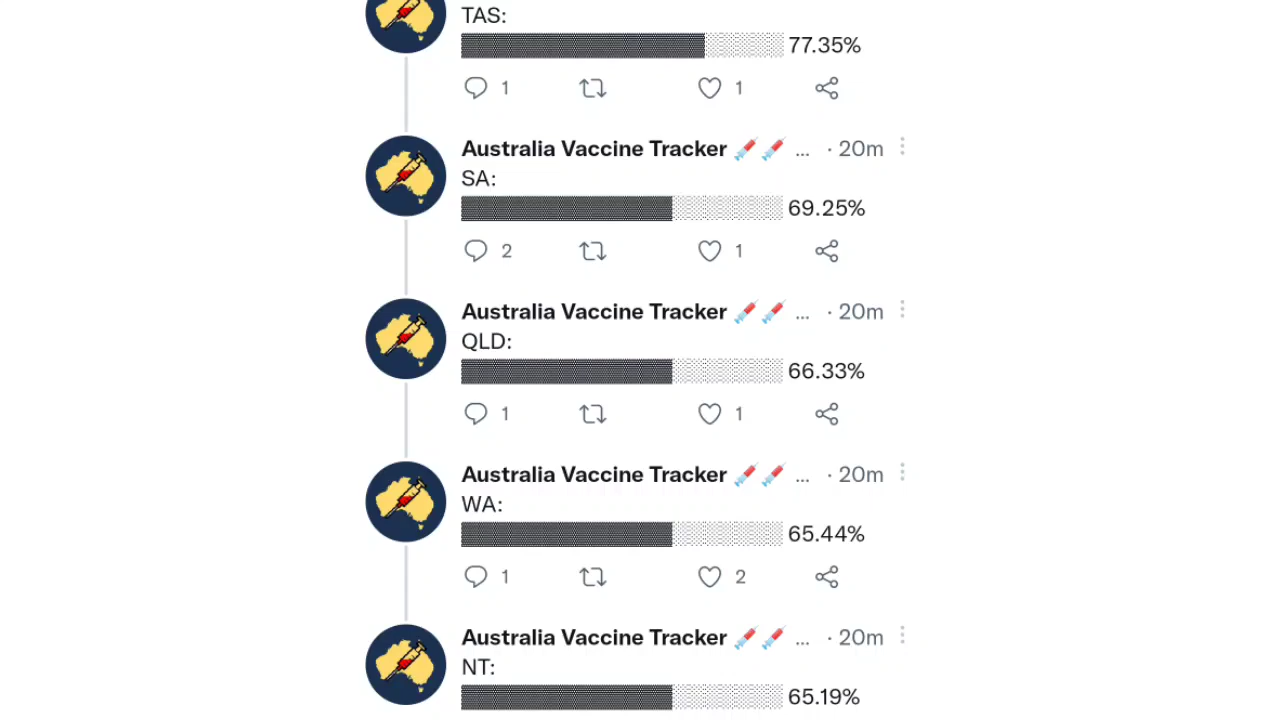 TAS:
77.35%
1 1
Australia Vaccine Tracker 💉💉 ... · 20m
SA:
69.25%
2 1
Australia Vaccine Tracker 💉💉 ... · 20m
QLD:
66.33%
1 1
Australia Vaccine Tracker 💉💉 ... · 20m
WA:
65.44%
1 2
Australia Vaccine Tracker 💉💉 ... · 20m
NT:
65.19%